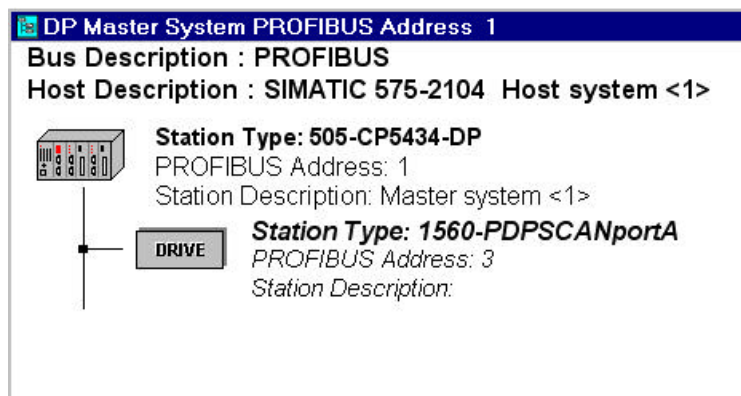 DP Master System PROFIBUS Address 1
Bus Description : PROFIBUS
Host Description : SIMATIC 575-2104 Host system <1>
Station Type: 505-CP5434-DP
PROFIBUS Address: 1
Station Description: Master system <1>
Station Type: 1560-PDPSCANportA
DRIVE
PROFIBUS Address: 3
Station Description: